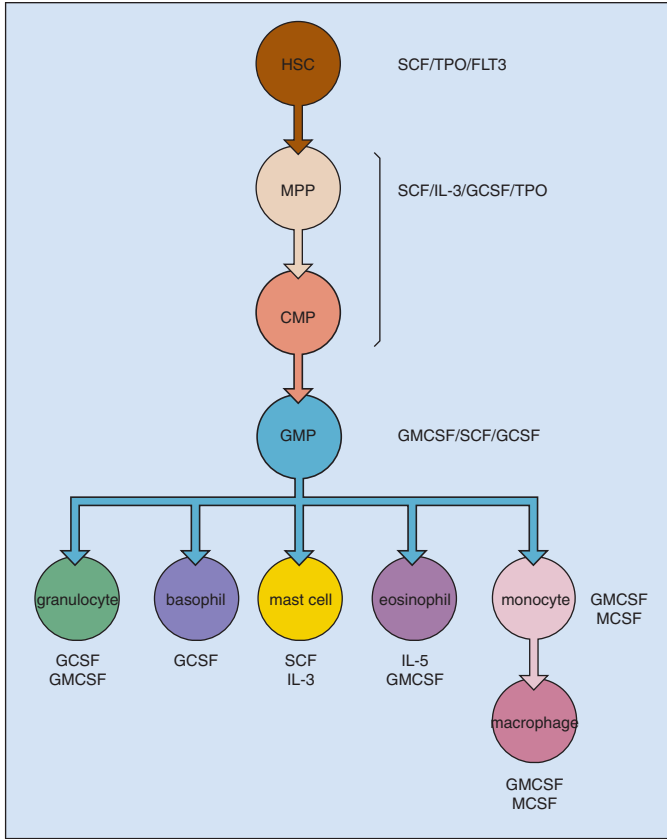 HSC
SCF/TPO/FLT3
MPP
SCF/IL-3/GCSF/TPO
CMP
GMP
GMCSF/SCF/GCSF
granulocyte
basophil
mast cell
eosinophil
monocyte
GMCSF
MCSF
GCSF
GMCSF
GCSF
SCF
IL-3
IL-5
GMCSF
macrophage
GMCSF
MCSF